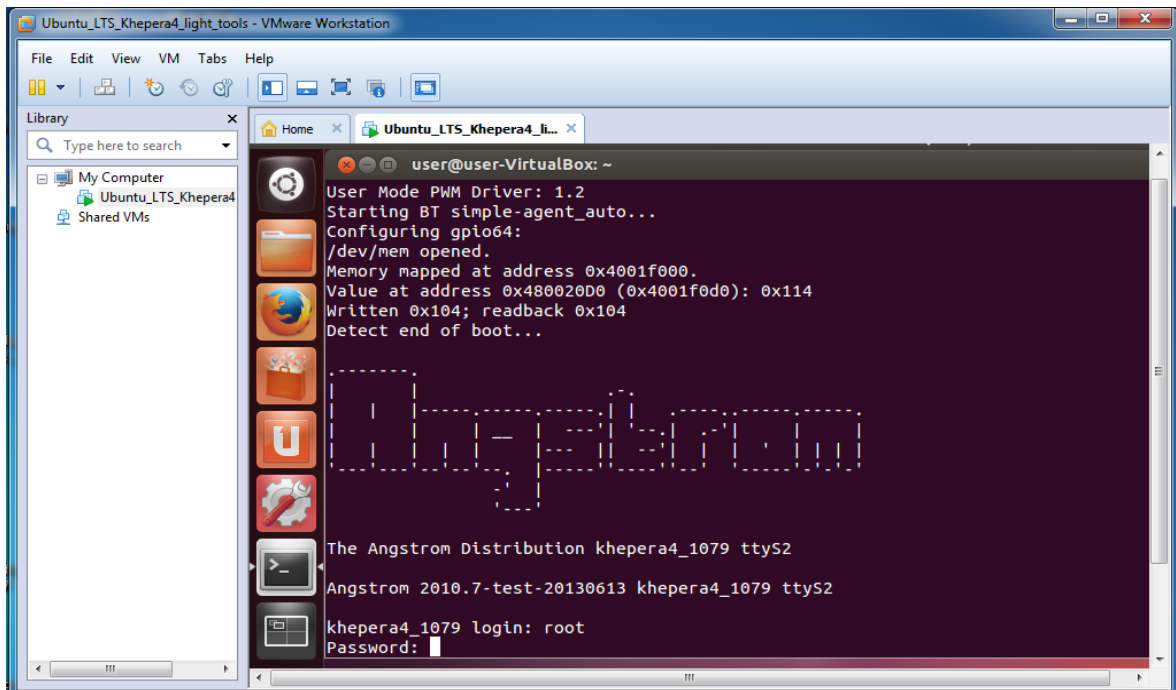 Ubuntu_LTS_Khepera4_light_tools - VMware Workstation
File Edit View VM Tabs Help
Library
Type here to search
My Computer
Ubuntu_LTS_Khepera4
Shared VMs
Home
Ubuntu_LTS_Khepera4_li...
user@user-VirtualBox: ~
User Mode PWM Driver: 1.2
Starting BT simple-agent_auto...
Configuring gpio64:
/dev/mem opened.
Memory mapped at address 0x4001f000.
Value at address 0x480020D0 (0x4001f0d0): 0x114
Written 0x104; readback 0x104
Detect end of boot...
Angstrom
The Angstrom Distribution khepera4_1079 ttyS2
Angstrom 2010.7-test-20130613 khepera4_1079 ttyS2
khepera4_1079 login: root
Password: